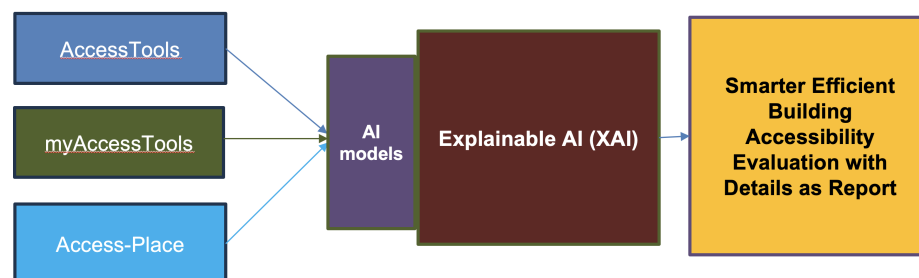 AccessTools
myAccessTools
Access-Place
AI
models
Explainable AI (XAI)
Smarter Efficient
Building
Accessibility
Evaluation with
Details as Report